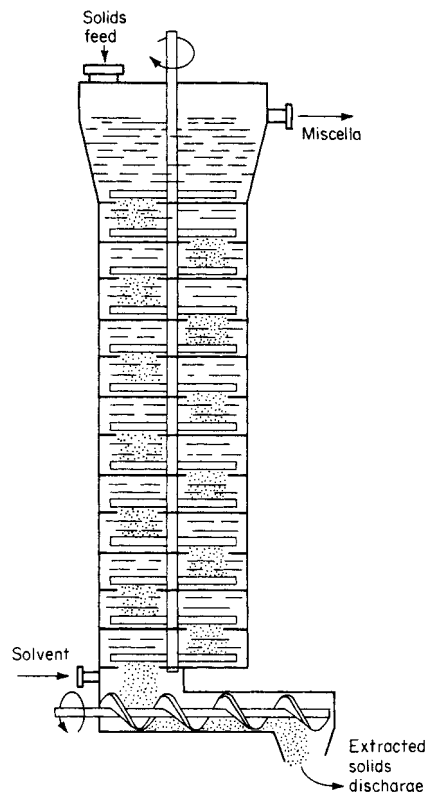 Solids
feed
Miscella
Solvent
Extracted
solids
discharge